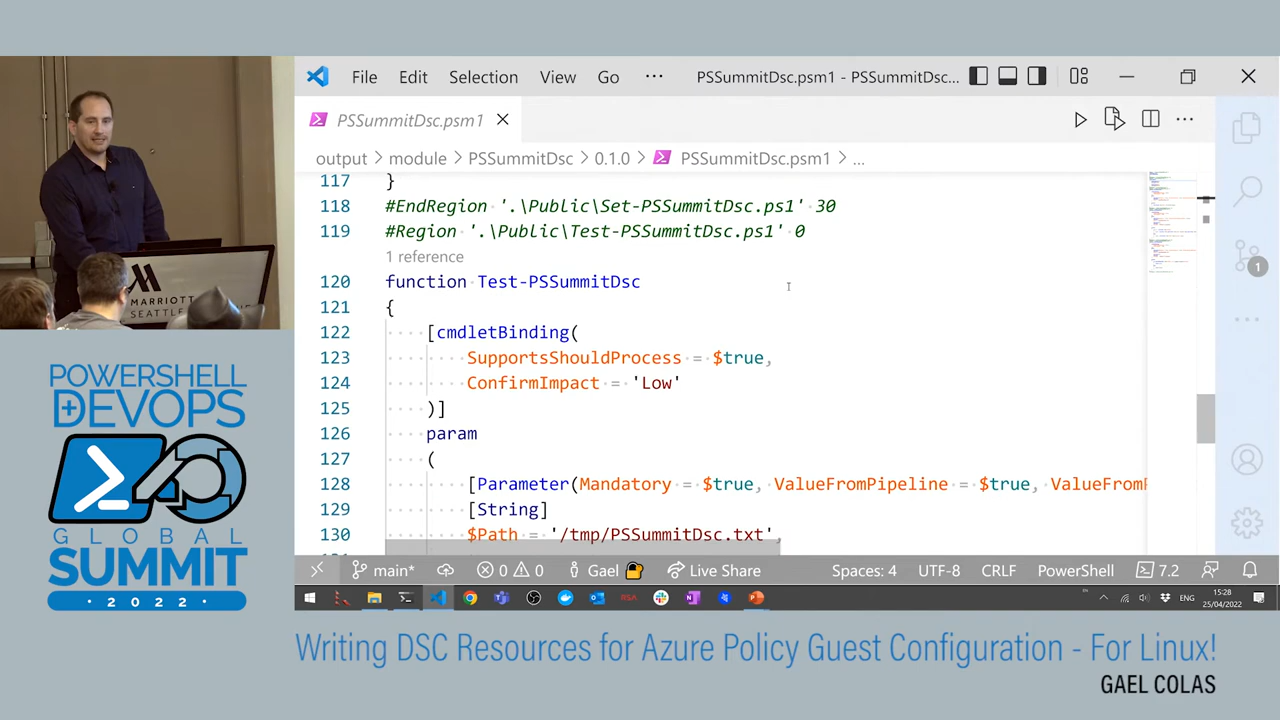 File Edit Selection View Go ··· PSSummitDsc.psm1 - PSSummitDsc...
PSSummitDsc.psm1
output > module > PSSummitDsc > 0.1.0 > PSSummitDsc.psm1 > ...
117 }
118 #EndRegion '.\Public\Set-PSSummitDsc.ps1' 30
119 #Region '.\Public\Test-PSSummitDsc.ps1' 0
1 reference
120 function Test-PSSummitDsc
121 {
122 [cmdletBinding(
123 SupportsShouldProcess = $true,
124 ConfirmImpact = 'Low'
125 )]
126 param
127 (
128 [Parameter(Mandatory = $true, ValueFromPipeline = $true, ValueFromP
129 [String]
130 $Path = '/tmp/PSSummitDsc.txt',
1
main* 0 0 Gael Live Share Spaces: 4 UTF-8 CRLF PowerShell 7.2
ENG 15:28
25/04/2022
MARRIOTT
SEATTLE
POWERSHELL
DEVOPS
GLOBAL
SUMMIT
· 2022 ·
Writing DSC Resources for Azure Policy Guest Configuration - For Linux!
GAEL COLAS